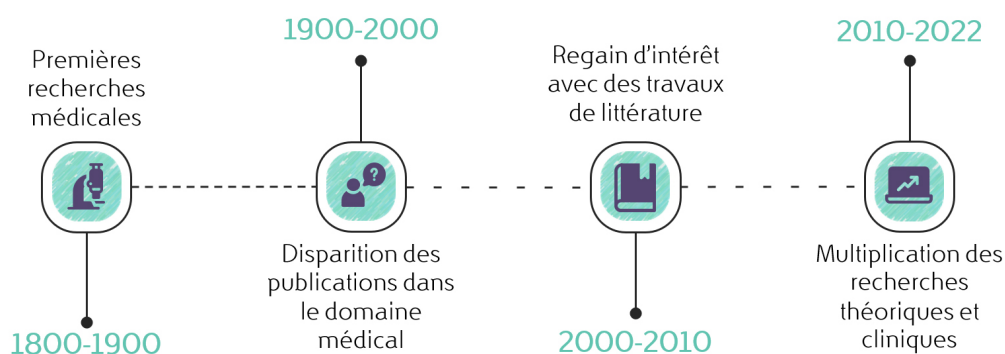 Premières
recherches
médicales
1800-1900
1900-2000
?
Disparition des
publications dans
le domaine
médical
Regain d'intérêt
avec des travaux
de littérature
2000-2010
2010-2022
Multiplication des
recherches
théoriques et
cliniques